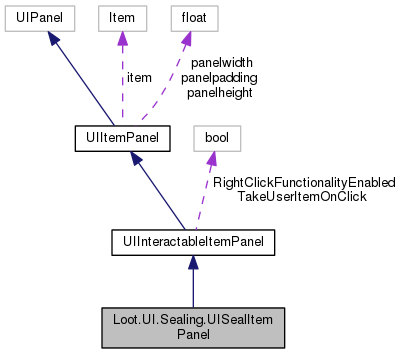 UIPanel
Item
float
item
panelwidth
panelpadding
panelheight
UIItemPanel
bool
RightClickFunctionalityEnabled
TakeUserItemOnClick
UIInteractableItemPanel
Loot.UI.Sealing.UISealItem
Panel